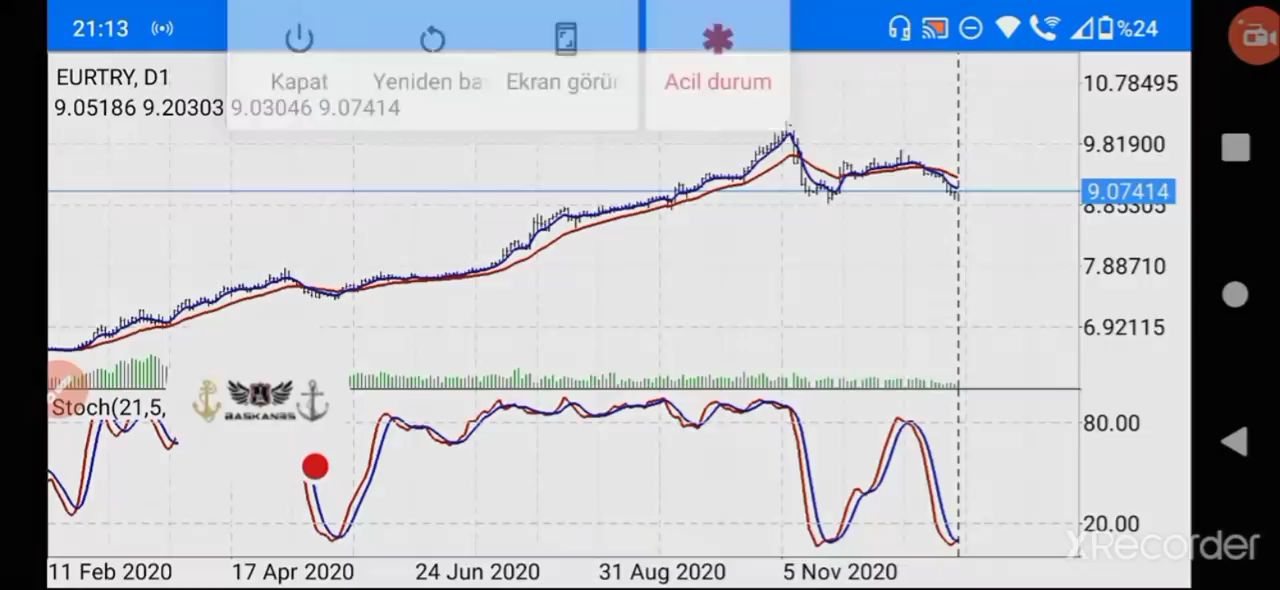 21:13
%24
Kapat
Yeniden ba
Ekran görü
Acil durum
EURTRY, D1
9.05186 9.20303 9.03046 9.07414
10.78495
9.81900
9.07414
8.85305
7.88710
6.92115
Stoch(21,5,
BASKANBS
80.00
20.00
XRecorder
11 Feb 2020
17 Apr 2020
24 Jun 2020
31 Aug 2020
5 Nov 2020